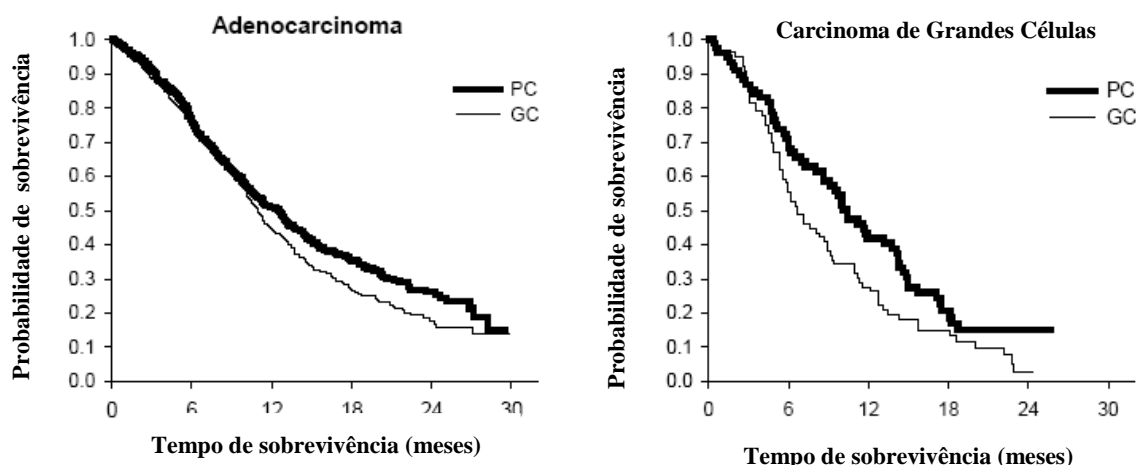 Adenocarcinoma
Probabilidade de sobrevivência
1.0
0.9
0.8
0.7
0.6
0.5
0.4
0.3
0.2
0.1
0.0
PC
GC
0 6 12 18 24 30
Tempo de sobrevivência (meses)
Carcinoma de Grandes Células
Probabilidade de sobrevivência
1.0
0.9
0.8
0.7
0.6
0.5
0.4
0.3
0.2
0.1
0.0
PC
GC
0 6 12 18 24 30
Tempo de sobrevivência (meses)